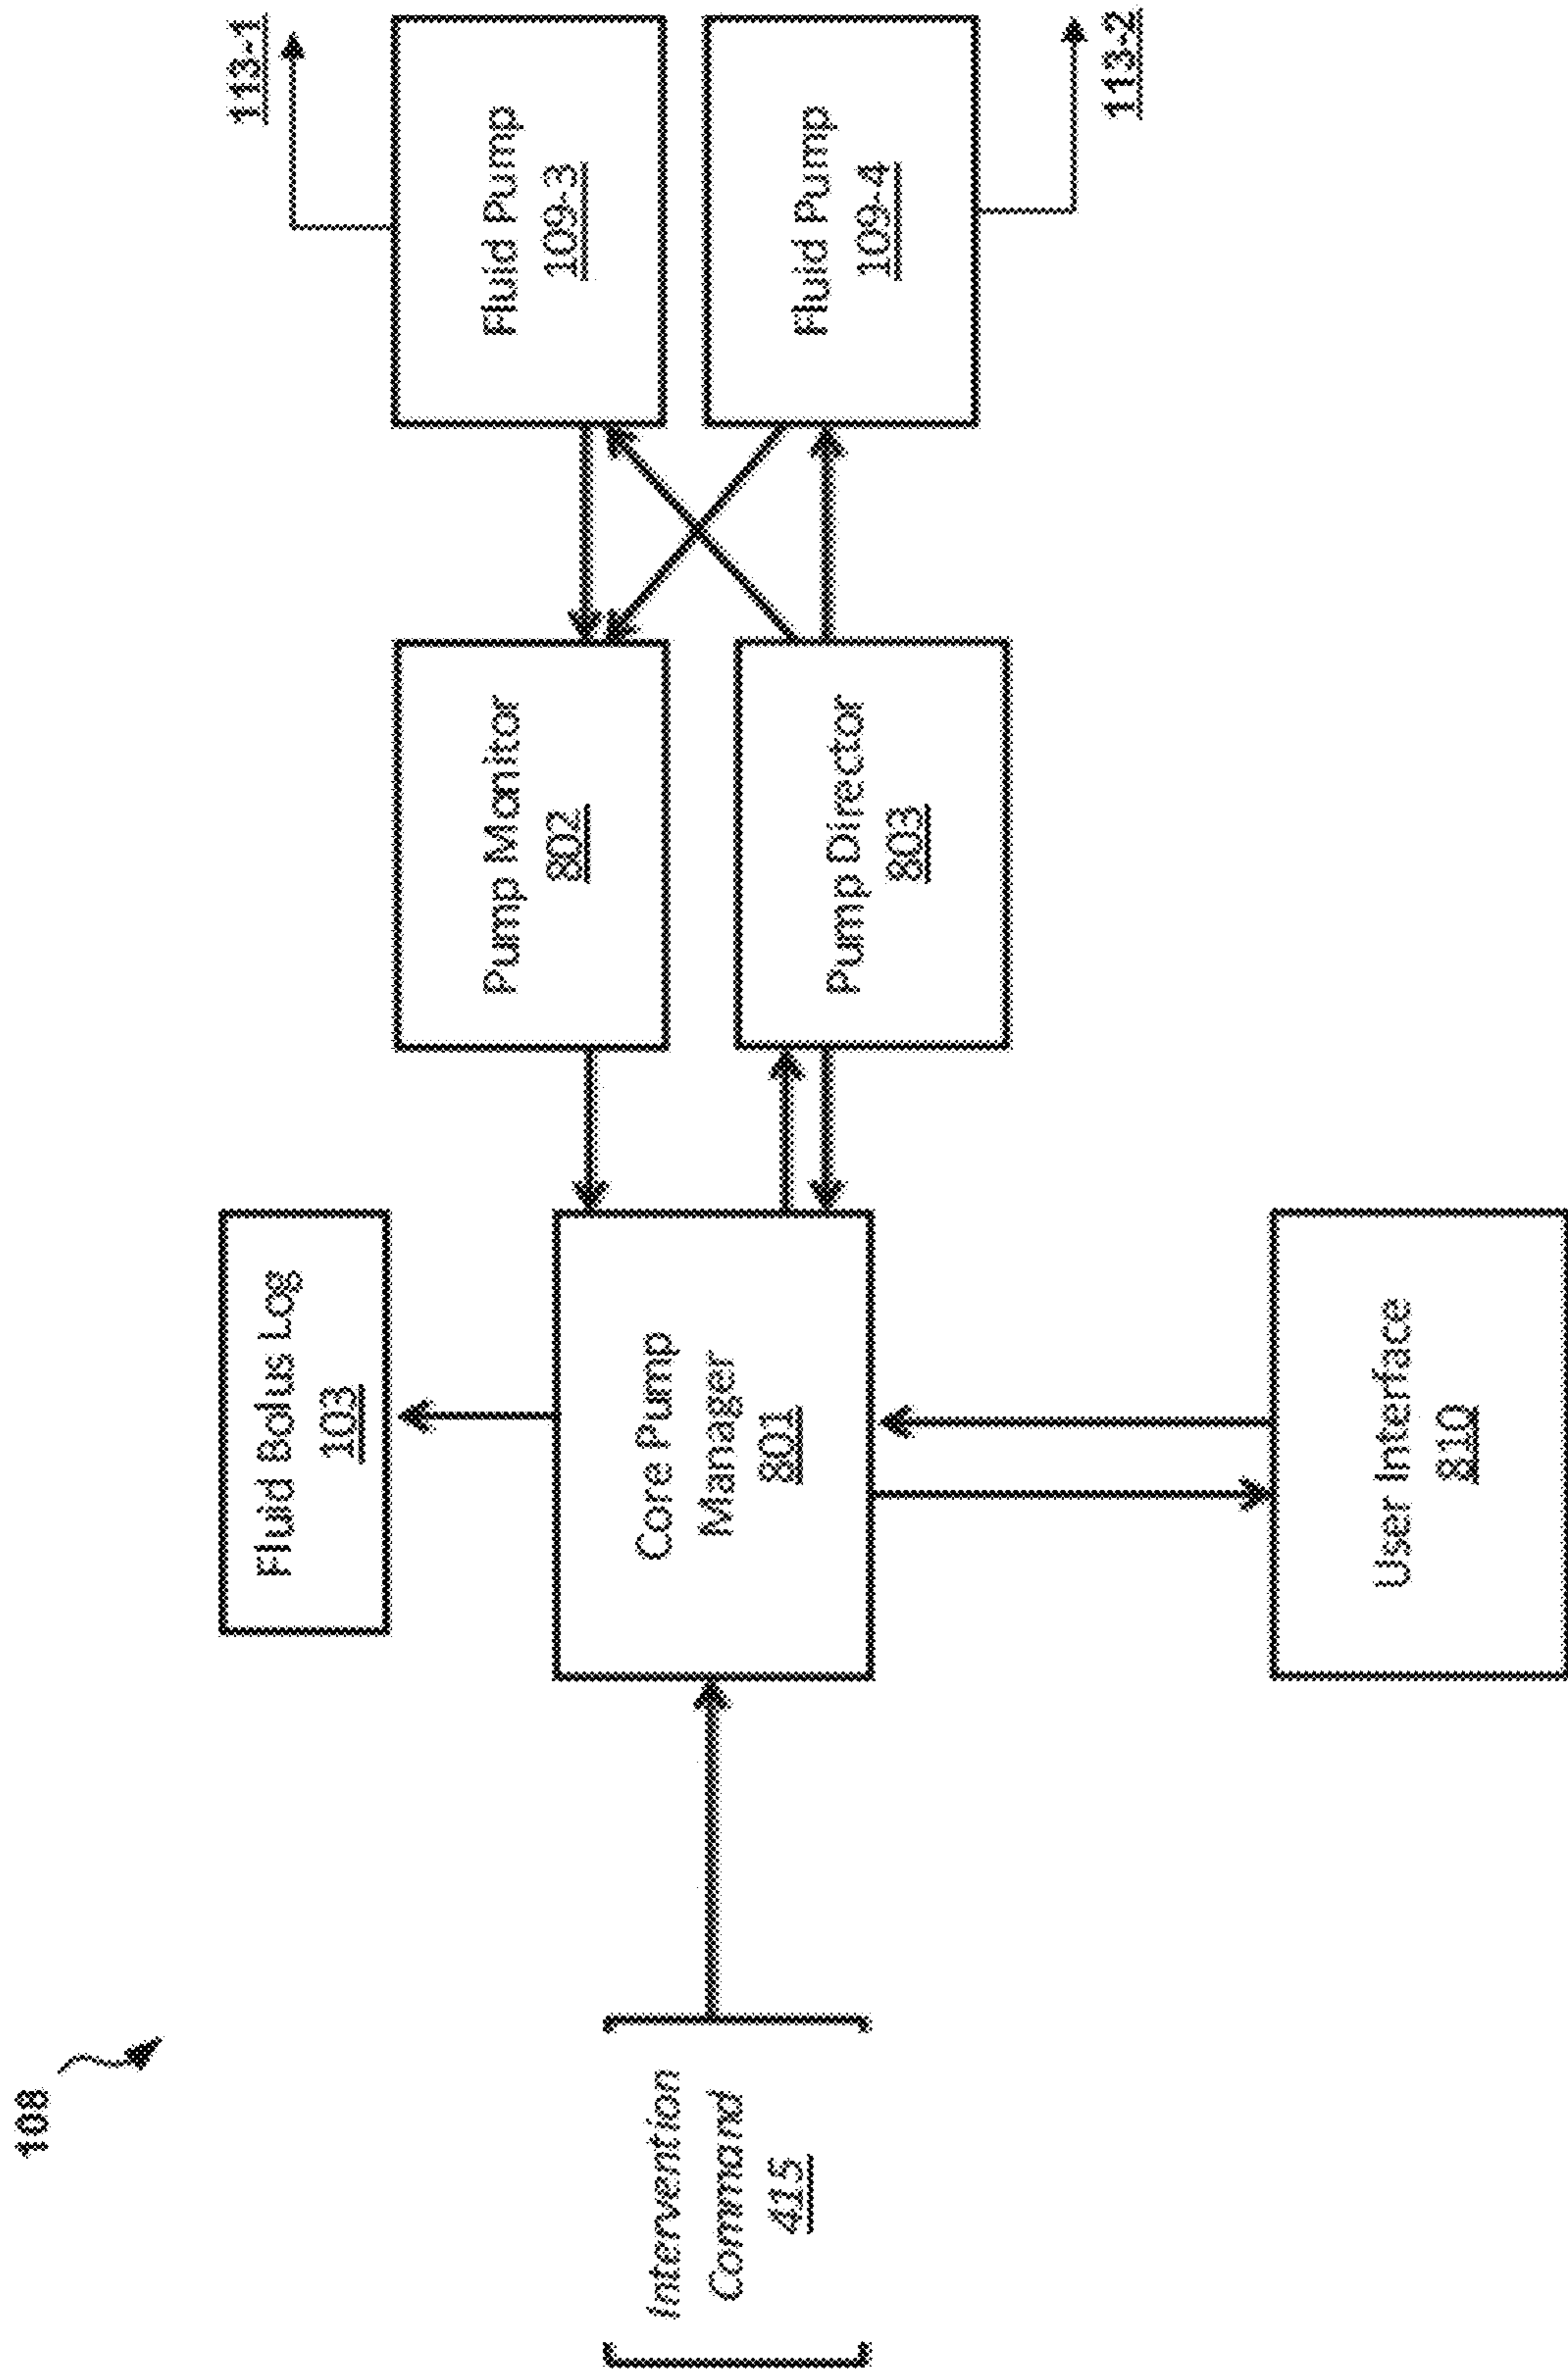 108
Intervention
Command
415
Fluid Bolus Log
103
Core Pump
Manager
801
User Interface
810
Pump Monitor
802
Pump Director
803
113-1
Fluid Pump
109-3
Fluid Pump
109-4
113-2